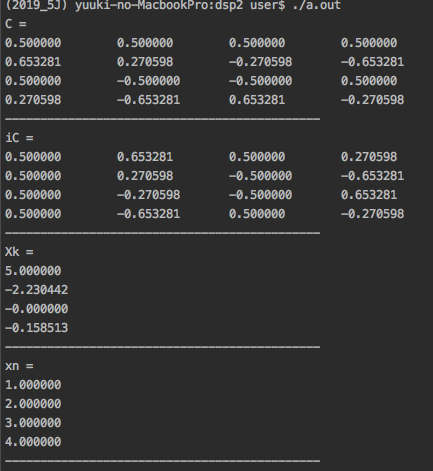 (2019_5J) yuuki-no-MacbookPro:dsp2 user$ ./a.out
C =
0.500000 0.500000 0.500000 0.500000
0.653281 0.270598 -0.270598 -0.653281
0.500000 -0.500000 -0.500000 0.500000
0.270598 -0.653281 0.653281 -0.270598
----------------------------------------
iC =
0.500000 0.653281 0.500000 0.270598
0.500000 0.270598 -0.500000 -0.653281
0.500000 -0.270598 -0.500000 0.653281
0.500000 -0.653281 0.500000 -0.270598
----------------------------------------
Xk =
5.000000
-2.230442
-0.000000
-0.158513
----------------------------------------
xn =
1.000000
2.000000
3.000000
4.000000
----------------------------------------